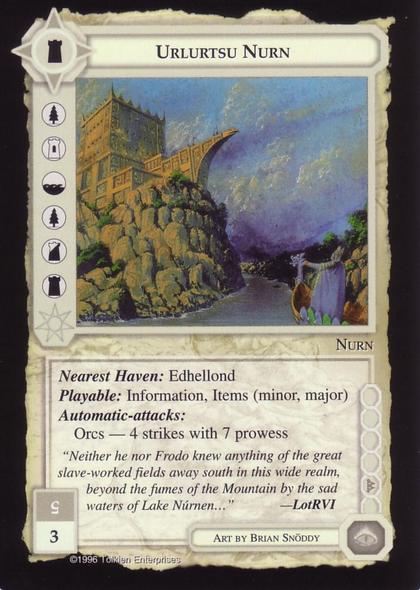 URLURTSU NURN
NURN
Nearest Haven: Edhellond
Playable: Information, Items (minor, major)
Automatic-attacks:
Orcs — 4 strikes with 7 prowess
“Neither he nor Frodo knew anything of the great
slave-worked fields away south in this wide realm,
beyond the fumes of the Mountain by the sad
waters of Lake Núrnen...” —LotRVI
5
3
ART BY BRIAN SNÖDDY
©1996 Tolkien Enterprises